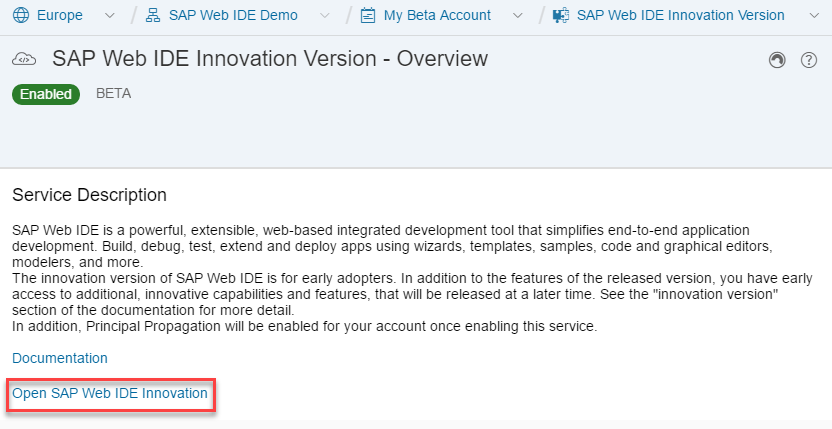 Europe / SAP Web IDE Demo / My Beta Account / SAP Web IDE Innovation Version
SAP Web IDE Innovation Version - Overview
Enabled BETA
Service Description
SAP Web IDE is a powerful, extensible, web-based integrated development tool that simplifies end-to-end application
development. Build, debug, test, extend and deploy apps using wizards, templates, samples, code and graphical editors,
modelers, and more.
The innovation version of SAP Web IDE is for early adopters. In addition to the features of the released version, you have early
access to additional, innovative capabilities and features, that will be released at a later time. See the "innovation version"
section of the documentation for more detail.
In addition, Principal Propagation will be enabled for your account once enabling this service.
Documentation
Open SAP Web IDE Innovation